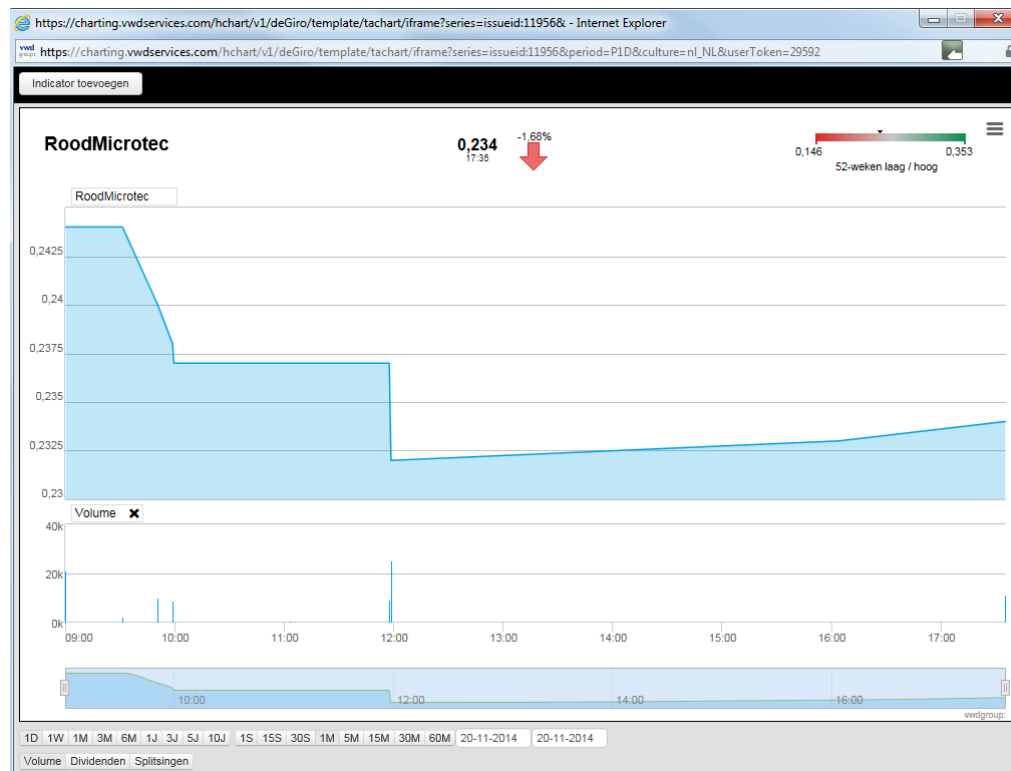 https://charting.vwdservices.com/hchart/v1/deGiro/template/tachart/iframe?series=issueid:11956& - Internet Explorer
vwd group: https://charting.vwdservices.com/hchart/v1/deGiro/template/tachart/iframe?series=issueid:11956&period=P1D&culture=nl_NL&userToken=29592
Indicator toevoegen
RoodMicrotec
0,234
17:35
-1,68%
0,146 0,353
52-weken laag / hoog
RoodMicrotec
0,2425
0,24
0,2375
0,235
0,2325
0,23
Volume
40k
20k
0k
09:00 10:00 11:00 12:00 13:00 14:00 15:00 16:00 17:00
10:00 12:00 14:00 16:00
vwdgroup:
1D 1W 1M 3M 6M 1J 3J 5J 10J 1S 15S 30S 1M 5M 15M 30M 60M 20-11-2014 20-11-2014
Volume Dividenden Splitsingen